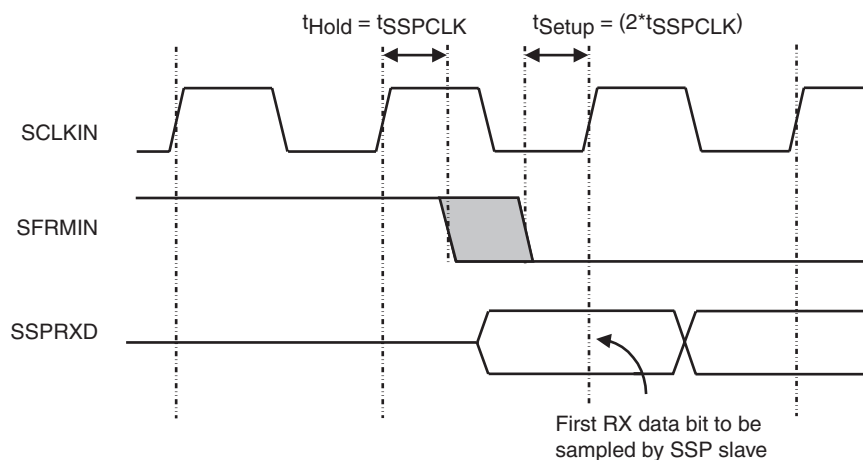 tHold = tSSPCLK
tSetup = (2*tSSPCLK)
SCLKIN
SFRMIN
SSPRXD
First RX data bit to be
sampled by SSP slave